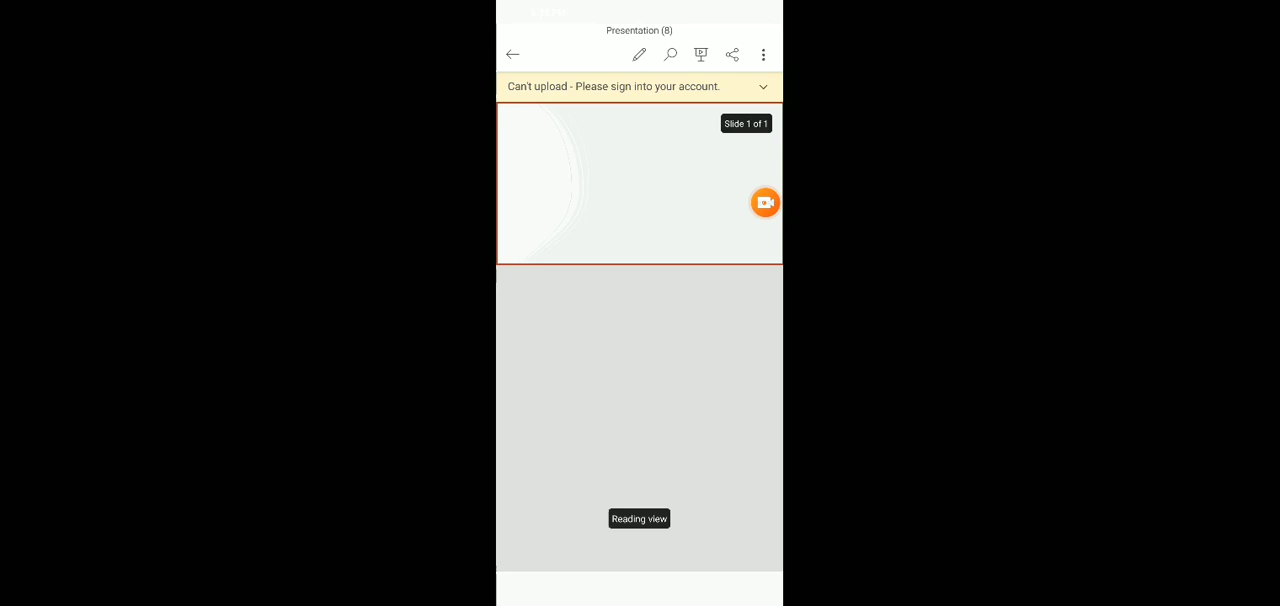 Presentation (8)
Can't upload - Please sign into your account.
Slide 1 of 1
Reading view